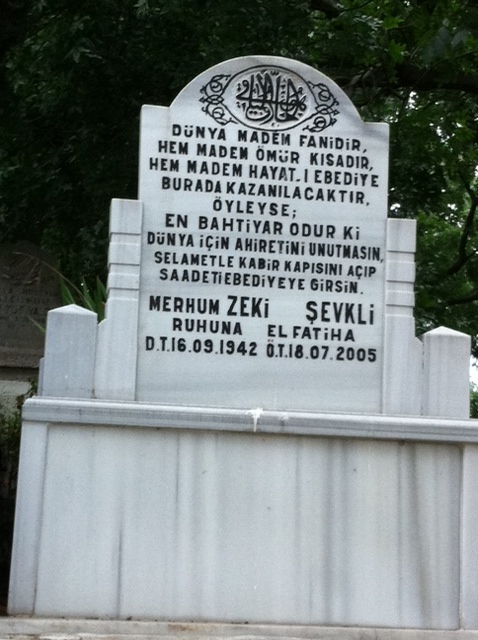 DÜNYA MADEM FANİDİR,
HEM MADEM ÖMÜR KISADIR,
HEM MADEM HAYAT.I EBEDİYE
BURADA KAZANILACAKTIR,
ÖYLEYSE;
EN BAHTİYAR ODUR Kİ
DÜNYA İÇİN AHİRETİNİ UNUTMASIN,
SELAMETLE KABİR KAPISINI AÇIP
SAADETİEBEDİYEYE GİRSİN.
MERHUM ZEKİ ŞEVKLİ
RUHUNA ELFATİHA
D.T.16.09.1942 Ö.T.18.07.2005